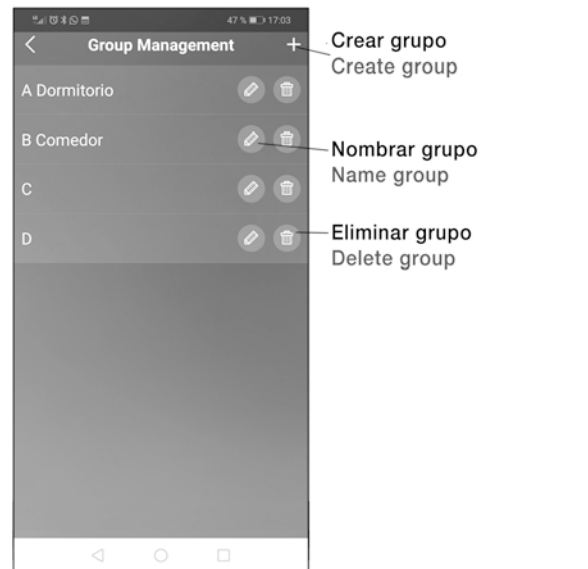 47 % 17:03
Group Management
Crear grupo
Create group
A Dormitorio
B Comedor
Nombrar grupo
Name group
C
D
Eliminar grupo
Delete group